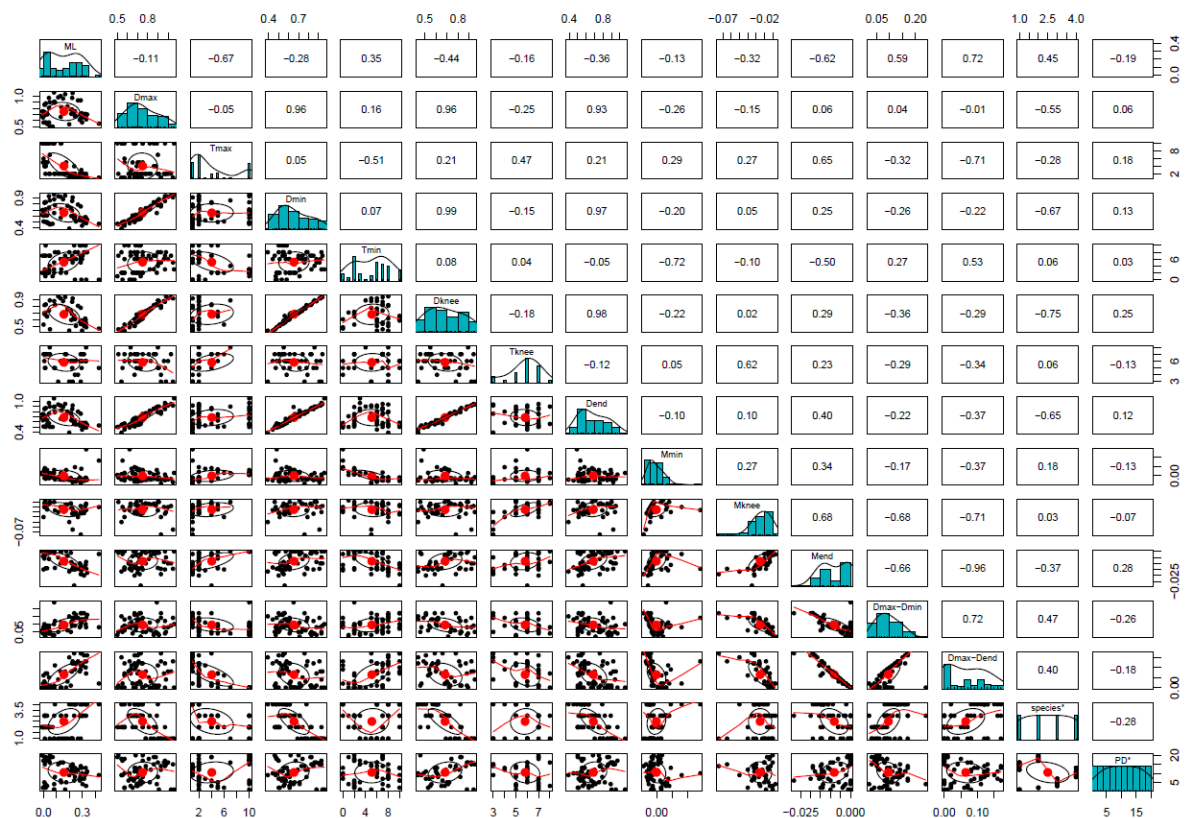 0.5 0.8 0.4 0.7 0.4 0.8 −0.07 −0.02 0.05 0.20 1.0 2.5 4.0
ML −0.11 −0.67 −0.28 0.35 −0.44 −0.16 −0.36 −0.13 −0.32 −0.62 0.59 0.72 0.45 −0.19 0.0 0.4
0.5 1.0 Dmax −0.05 0.96 0.16 0.96 −0.25 0.93 −0.26 −0.15 0.06 0.04 −0.01 −0.55 0.06
Tmax 0.05 −0.51 0.21 0.47 0.21 0.29 0.27 0.65 −0.32 −0.71 −0.28 0.18 2 8
0.4 0.9 Dmin 0.07 0.99 −0.15 0.97 −0.20 0.05 0.25 −0.26 −0.22 −0.67 0.13
Tmin 0.08 0.04 −0.05 −0.72 −0.10 −0.50 0.27 0.53 0.06 0.03 0 6
0.5 0.9 Dknee −0.18 0.98 −0.22 0.02 0.29 −0.36 −0.29 −0.75 0.25
Tknee −0.12 0.05 0.62 0.23 −0.29 −0.34 0.06 −0.13 3 6
0.4 1.0 Dend −0.10 0.10 0.40 −0.22 −0.37 −0.65 0.12
Mmin 0.27 0.34 −0.17 −0.37 0.18 −0.13 0.00
−0.07 Mknee 0.68 −0.68 −0.71 0.03 −0.07
Mend −0.66 −0.96 −0.37 0.28 −0.025
0.05 Dmax−Dmin 0.72 0.47 −0.26
Dmax−Dend 0.40 −0.18 0.00
1.0 3.5 species* −0.28
PD* 5 20
0.0 0.3 2 6 10 0 4 8 3 5 7 0.00 −0.025 0.000 0.00 0.10 5 15